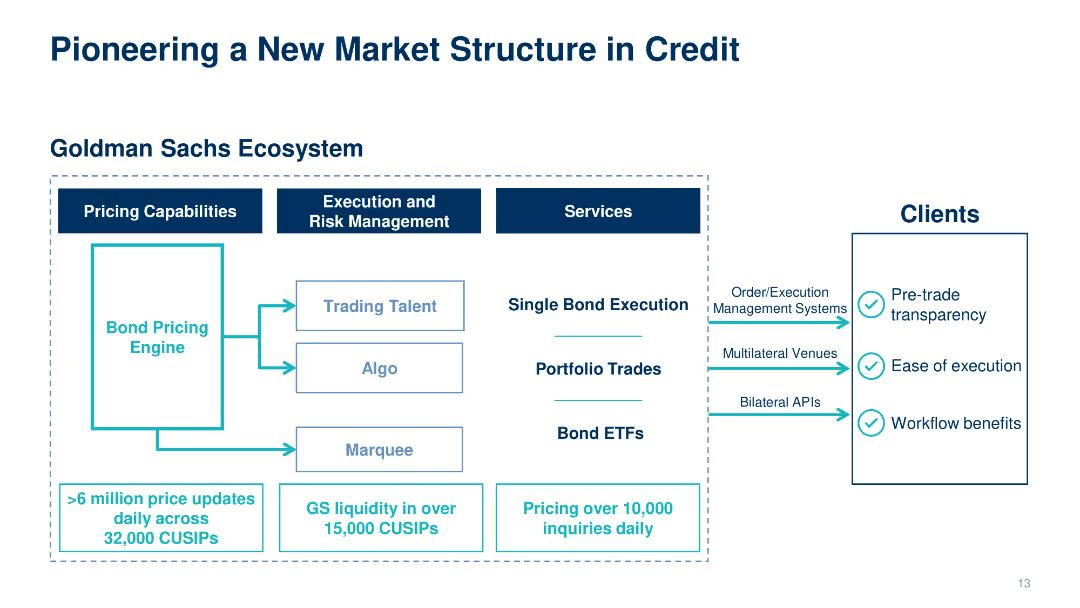 Pioneering a New Market Structure in Credit
Goldman Sachs Ecosystem
Pricing Capabilities
Execution and
Risk Management
Services
Clients
Bond Pricing
Engine
Trading Talent
Algo
Marquee
Single Bond Execution
Portfolio Trades
Bond ETFs
Order/Execution
Management Systems
Multilateral Venues
Bilateral APIs
Pre-trade
transparency
Ease of execution
Workflow benefits
>6 million price updates
daily across
32,000 CUSIPs
GS liquidity in over
15,000 CUSIPs
Pricing over 10,000
inquiries daily
13